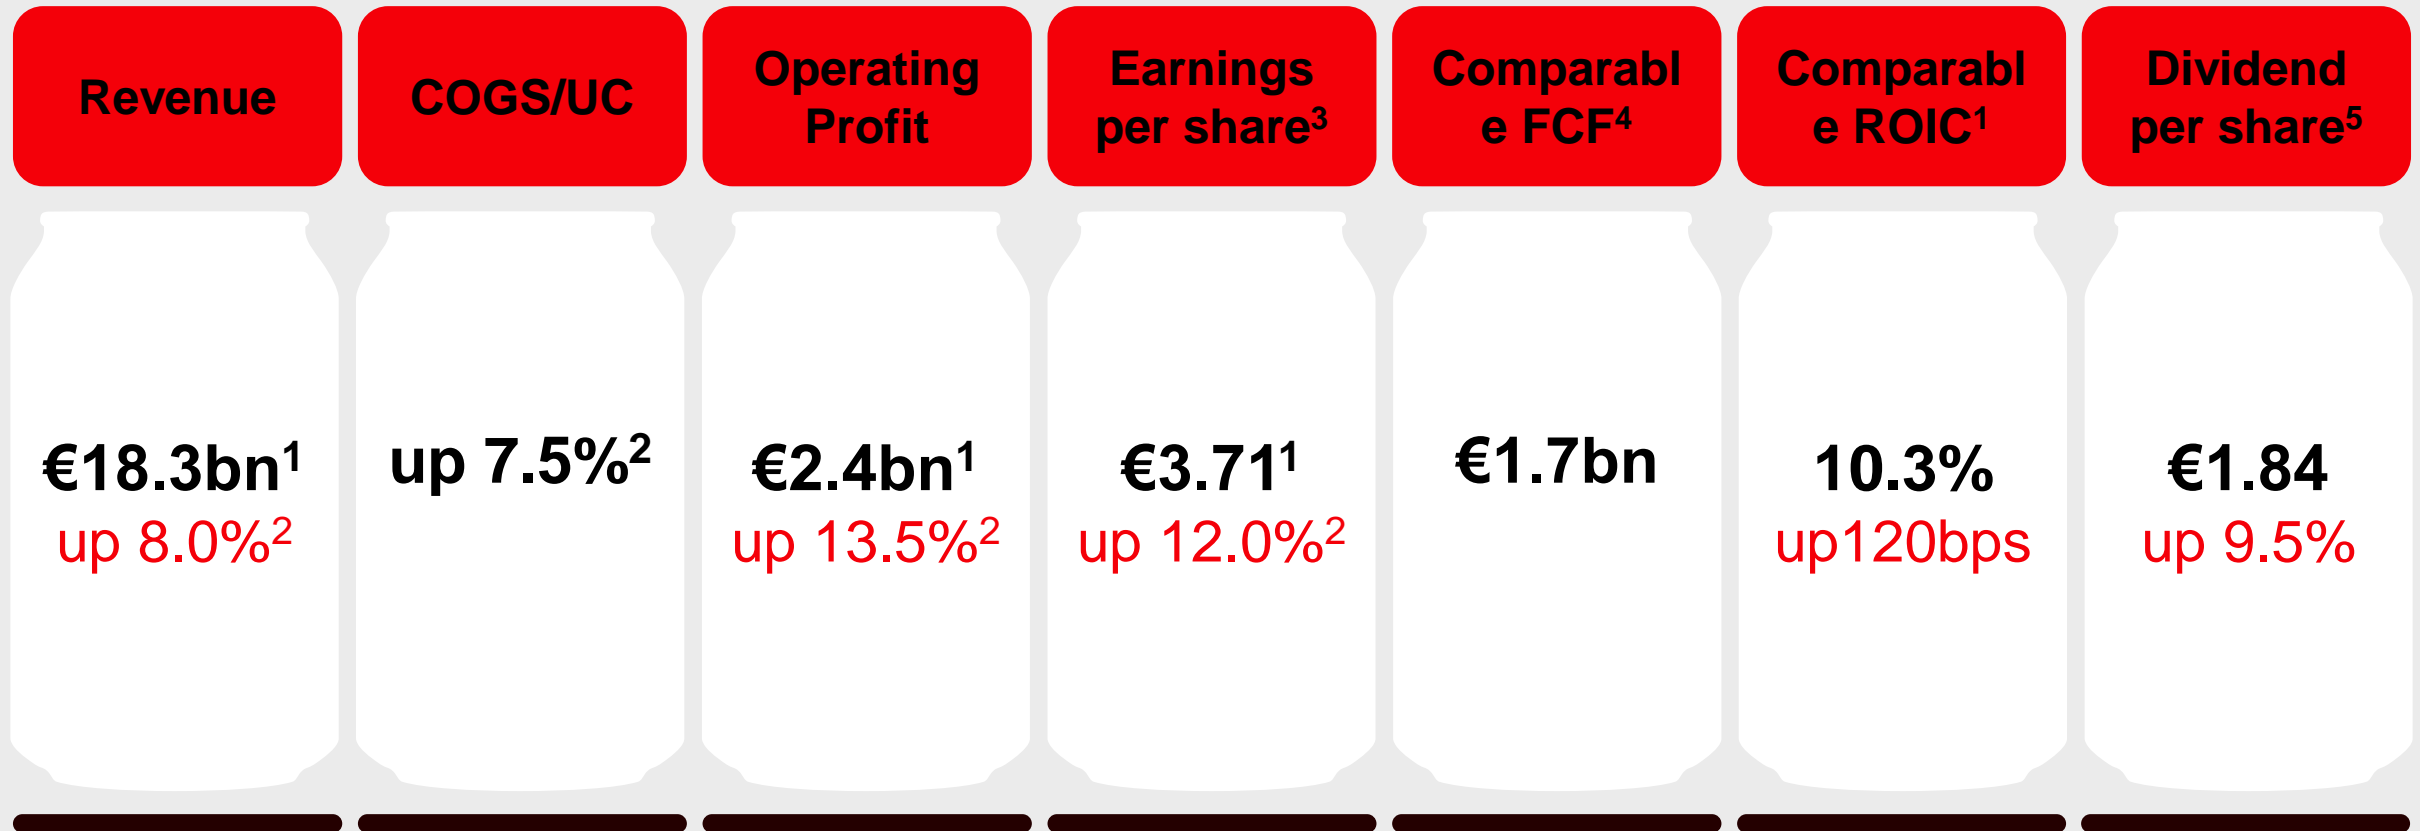 Revenue
COGS/UC
Operating
Profit
Earnings
per share³
Comparabl
e FCF⁴
Comparabl
e ROIC¹
Dividend
per share⁵
€18.3bn¹
up 8.0%²
up 7.5%²
€2.4bn¹
up 13.5%²
€3.71¹
up 12.0%²
€1.7bn
10.3%
up120bps
€1.84
up 9.5%